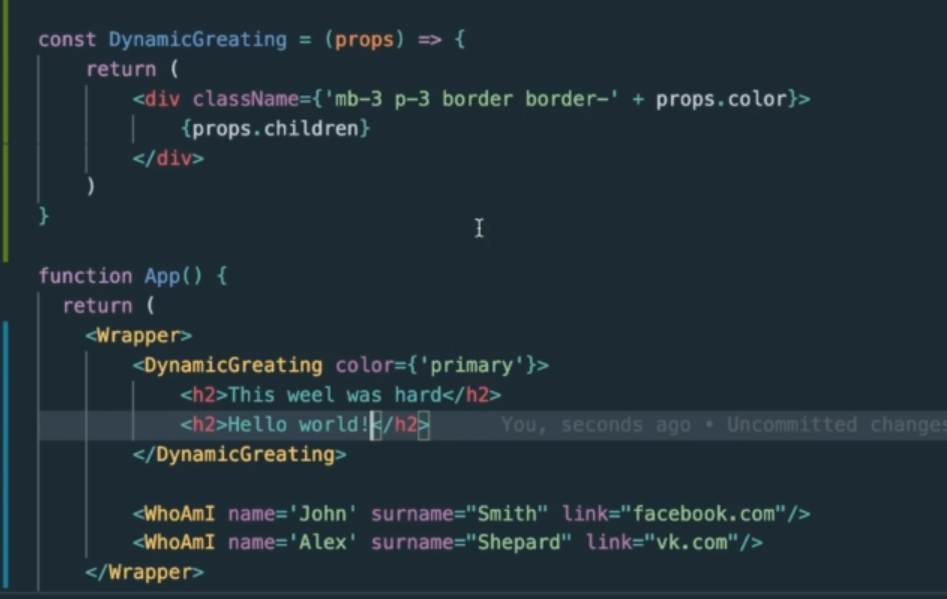 const DynamicGreating = (props) => {
return (
<div className={'mb-3 p-3 border border-' + props.color}>
{props.children}
</div>
)
}
function App() {
return (
<Wrapper>
<DynamicGreating color={'primary'}>
<h2>This weel was hard</h2>
<h2>Hello world!</h2> You, seconds ago • Uncommitted changes
</DynamicGreating>
<WhoAmI name='John' surname="Smith" link="facebook.com"/>
<WhoAmI name='Alex' surname="Shepard" link="vk.com"/>
</Wrapper>